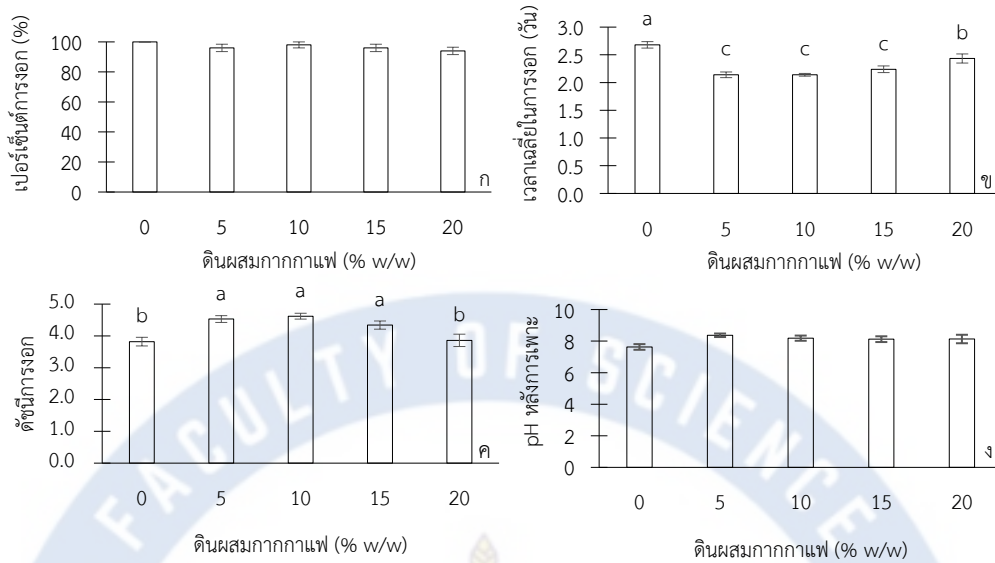 เปอร์เซ็นต์การงอก (%)
100
80
60
40
20
0
0 5 10 15 20
ดินผสมกากกาแฟ (% w/w)
ก
เวลาเฉลี่ยในการงอก (วัน)
3.0
2.5
2.0
1.5
1.0
0.5
0.0
a c c c b
0 5 10 15 20
ดินผสมกากกาแฟ (% w/w)
ข
ดัชนีการงอก
5.0
4.0
3.0
2.0
1.0
0.0
b a a a b
0 5 10 15 20
ดินผสมกากกาแฟ (% w/w)
ค
pH หลังการเพาะ
10
8
6
4
2
0
0 5 10 15 20
ดินผสมกากกาแฟ (% w/w)
ง
FACULTY OF SCIENCE